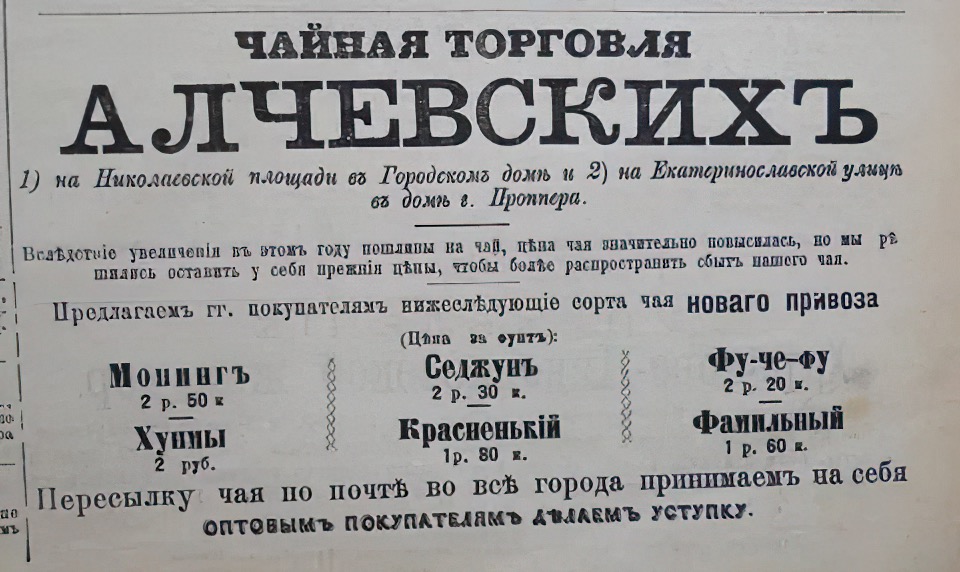 ЧАЙНАЯ ТОРГОВЛЯ
АЛЧЕВСКИХЪ
1) на Николаевской площади въ Городскомъ домѣ и 2) на Екатеринославской улицѣ
въ домѣ г. Проппера.
Вслѣдствіе увеличенія въ этомъ году пошлины на чай, цѣна чая значительно повысилась, но мы рѣ
шились оставить у себя прежнія цѣны, чтобы болѣе распространить сбытъ нашего чая.
Предлагаемъ гг. покупателямъ нижеслѣдующіе сорта чая новаго привоза
(Цѣна за фунтъ):
Монингъ
2 р. 50 к
Хунмы
2 руб.
Седжунъ
2 р. 30 к.
Красненькій
1р. 80 к.
Фу-че-фу
2 р. 20 к.
Фамильный
1 р. 60 к.
Пересылку чая по почтѣ во всѣ города принимаемъ на себя
ОПТОВЫМЪ ПОКУПАТЕЛЯМЪ ДѢЛАЕМЪ УСТУПКУ.